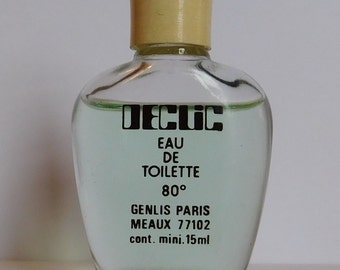 DECLIC
EAU
DE
TOILETTE
80°
GENLIS PARIS
MEAUX 77102
cont. mini. 15ml